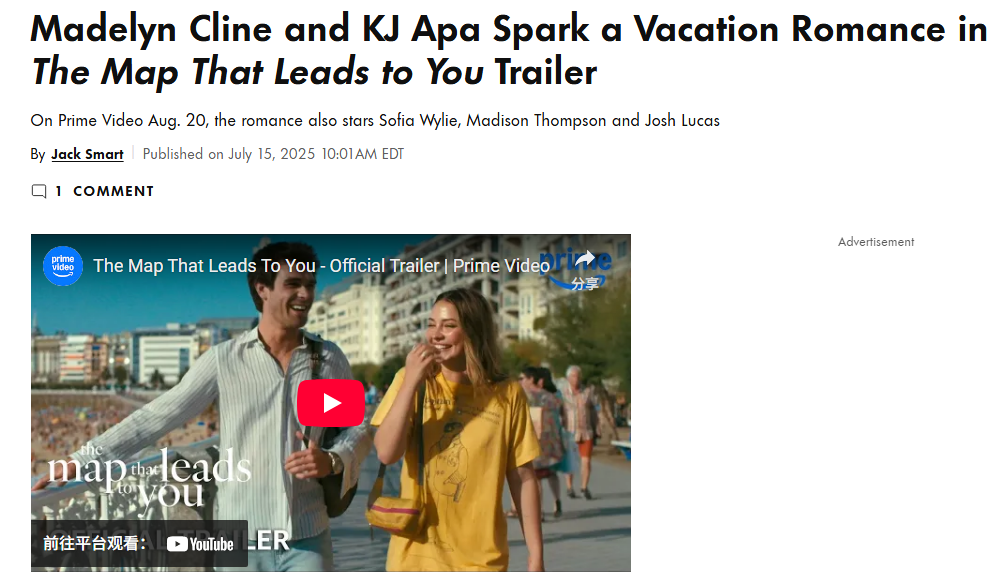 Madelyn Cline and KJ Apa Spark a Vacation Romance in
The Map That Leads to You Trailer
On Prime Video Aug. 20, the romance also stars Sofia Wylie, Madison Thompson and Josh Lucas
By Jack Smart Published on July 15, 2025 10:01AM EDT
1 COMMENT
Advertisement
prime
video
The Map That Leads To You - Official Trailer | Prime Video
prime
分享
the
map that leads
to you
前往平台观看：
YouTube
LER